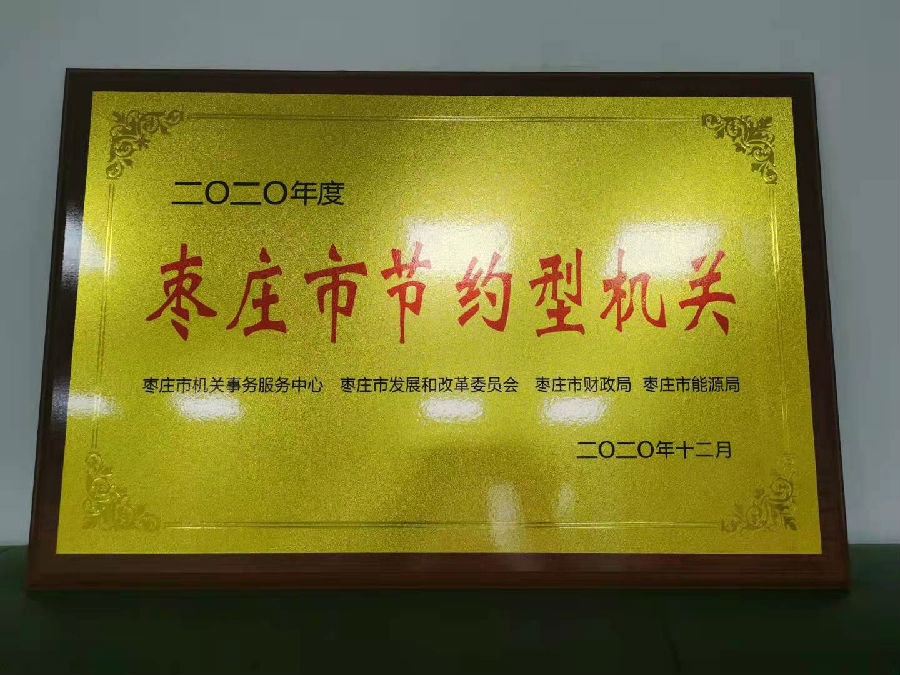 二〇二〇年度
枣庄市节约型机关
枣庄市机关事务服务中心 枣庄市发展和改革委员会 枣庄市财政局 枣庄市能源局
二〇二〇年十二月